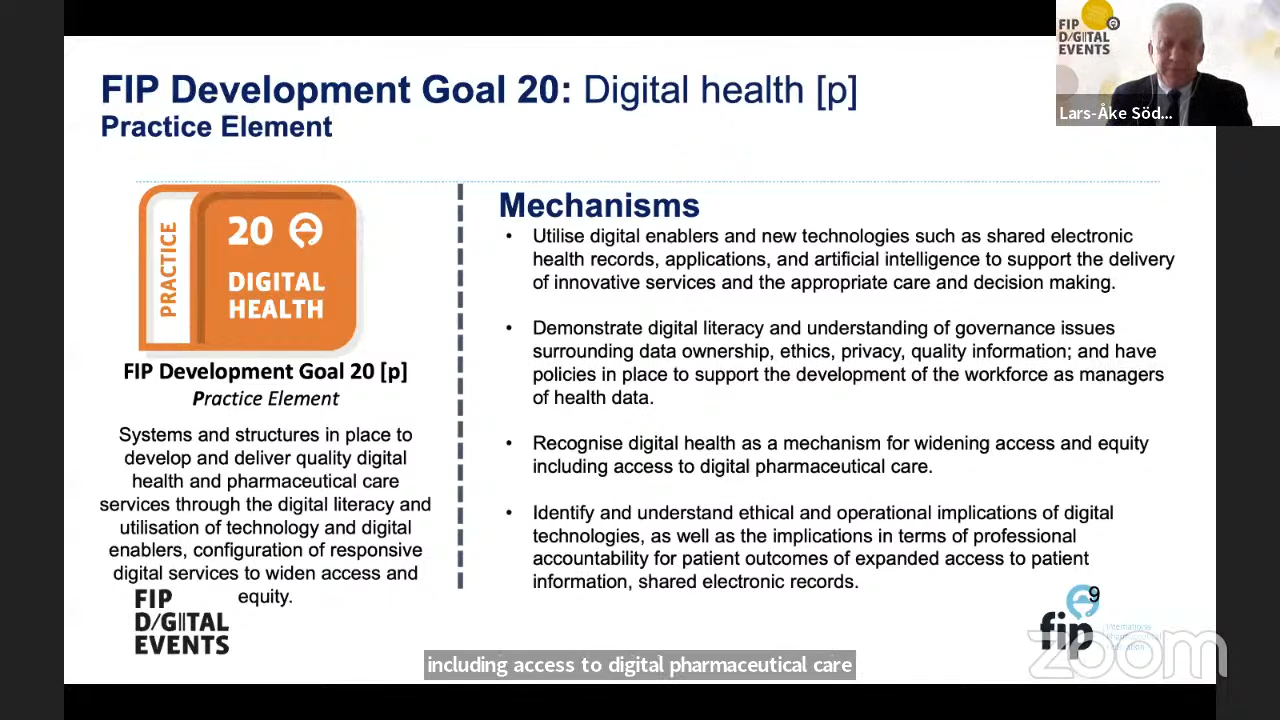 FIP
D/GIITAL
EVENTS
Lars-Åke Söd...
FIP Development Goal 20: Digital health [p]
Practice Element
PRACTICE
20
DIGITAL
HEALTH
FIP Development Goal 20 [p]
Practice Element
Systems and structures in place to
develop and deliver quality digital
health and pharmaceutical care
services through the digital literacy and
utilisation of technology and digital
enablers, configuration of responsive
digital services to widen access and
equity.
Mechanisms
• Utilise digital enablers and new technologies such as shared electronic
health records, applications, and artificial intelligence to support the delivery
of innovative services and the appropriate care and decision making.
• Demonstrate digital literacy and understanding of governance issues
surrounding data ownership, ethics, privacy, quality information; and have
policies in place to support the development of the workforce as managers
of health data.
• Recognise digital health as a mechanism for widening access and equity
including access to digital pharmaceutical care.
• Identify and understand ethical and operational implications of digital
technologies, as well as the implications in terms of professional
accountability for patient outcomes of expanded access to patient
information, shared electronic records.
FIP
D/GIITAL
EVENTS
9
fip
International
Pharmaceutical
Federation
zoom
including access to digital pharmaceutical care